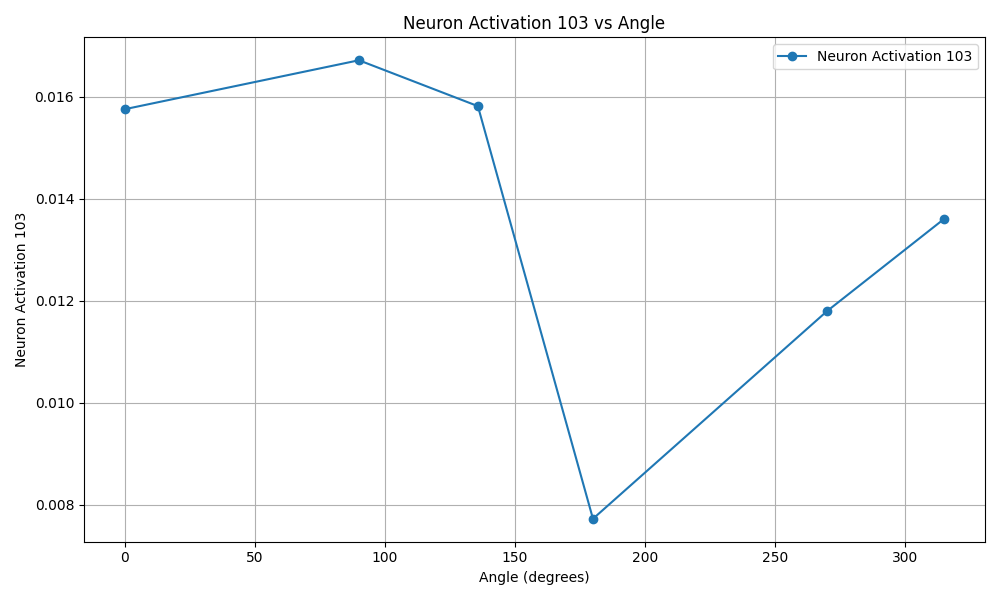 Neuron Activation 103 vs Angle
Neuron Activation 103
0.016
0.014
0.012
0.010
0.008
Neuron Activation 103
0 50 100 150 200 250 300
Angle (degrees)